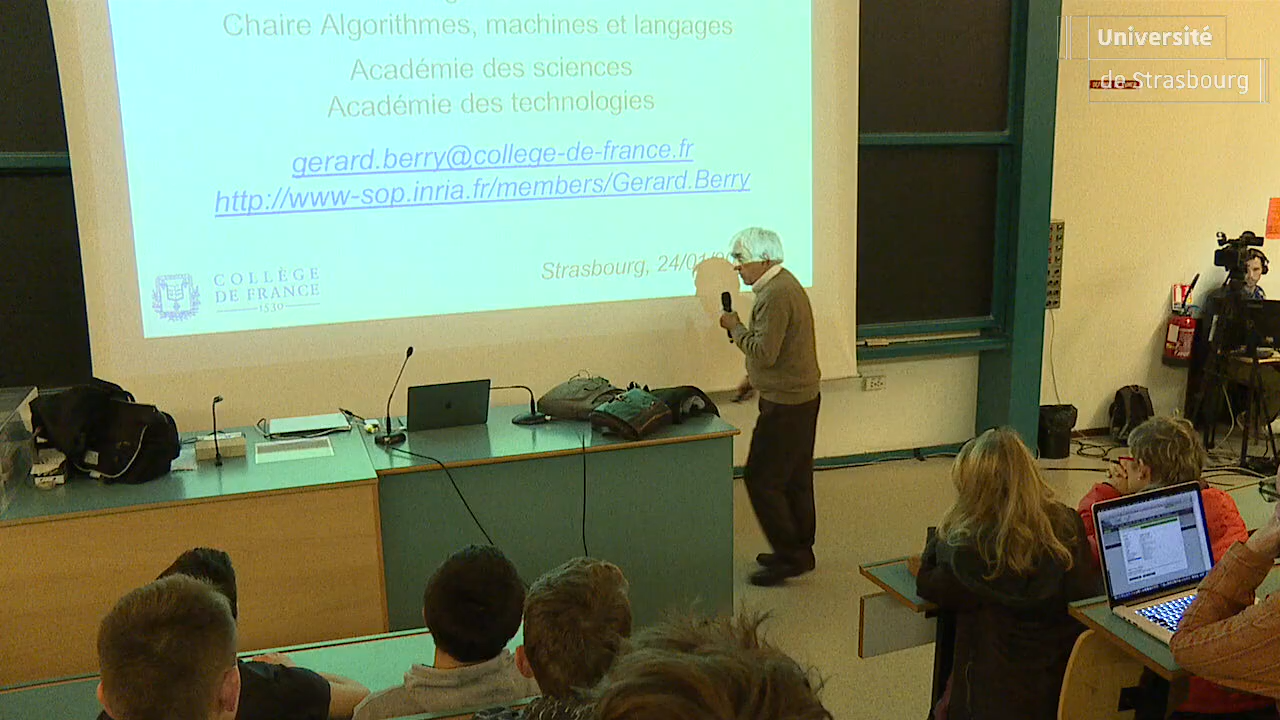 Chaire Algorithmes, machines et langages
Académie des sciences
Académie des technologies
gerard.berry@college-de-france.fr
http://www-sop.inria.fr/members/Gerard.Berry
Strasbourg, 24/01/
COLLÈGE
DE FRANCE
1530
Université
de Strasbourg